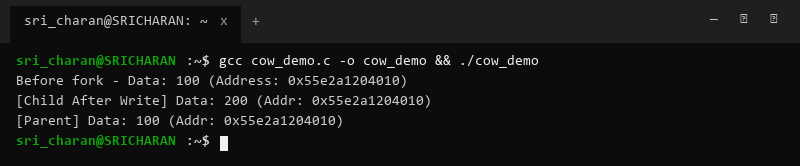 sri_charan@SRICHARAN: ~ x +
sri_charan@SRICHARAN :~$ gcc cow_demo.c -o cow_demo && ./cow_demo
Before fork - Data: 100 (Address: 0x55e2a1204010)
[Child After Write] Data: 200 (Addr: 0x55e2a1204010)
[Parent] Data: 100 (Addr: 0x55e2a1204010)
sri_charan@SRICHARAN :~$